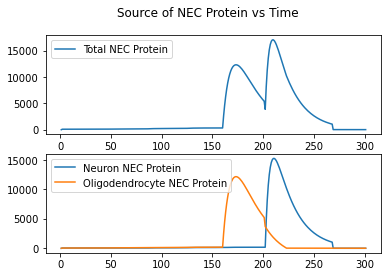 Source of NEC Protein vs Time
Total NEC Protein
15000
10000
5000
0
0 50 100 150 200 250 300
Neuron NEC Protein
Oligodendrocyte NEC Protein
15000
10000
5000
0
0 50 100 150 200 250 300